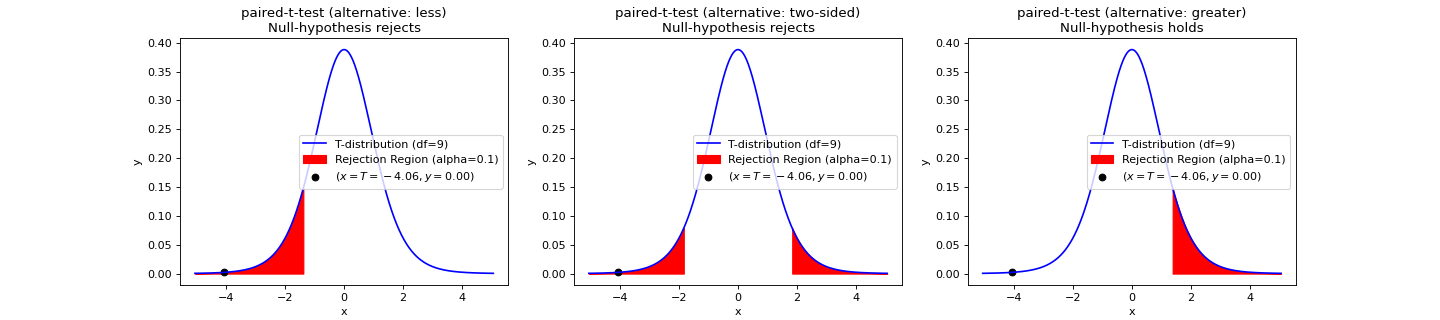 paired-t-test (alternative: less)
Null-hypothesis rejects
0.40
0.35
0.30
0.25
0.20
0.15
0.10
0.05
0.00
y
T-distribution (df=9)
Rejection Region (alpha=0.1)
(x = T = −4.06, y = 0.00)
−4
−2
0
2
4
x
paired-t-test (alternative: two-sided)
Null-hypothesis rejects
0.40
0.35
0.30
0.25
0.20
0.15
0.10
0.05
0.00
y
T-distribution (df=9)
Rejection Region (alpha=0.1)
(x = T = −4.06, y = 0.00)
−4
−2
0
2
4
x
paired-t-test (alternative: greater)
Null-hypothesis holds
0.40
0.35
0.30
0.25
0.20
0.15
0.10
0.05
0.00
y
T-distribution (df=9)
Rejection Region (alpha=0.1)
(x = T = −4.06, y = 0.00)
−4
−2
0
2
4
x